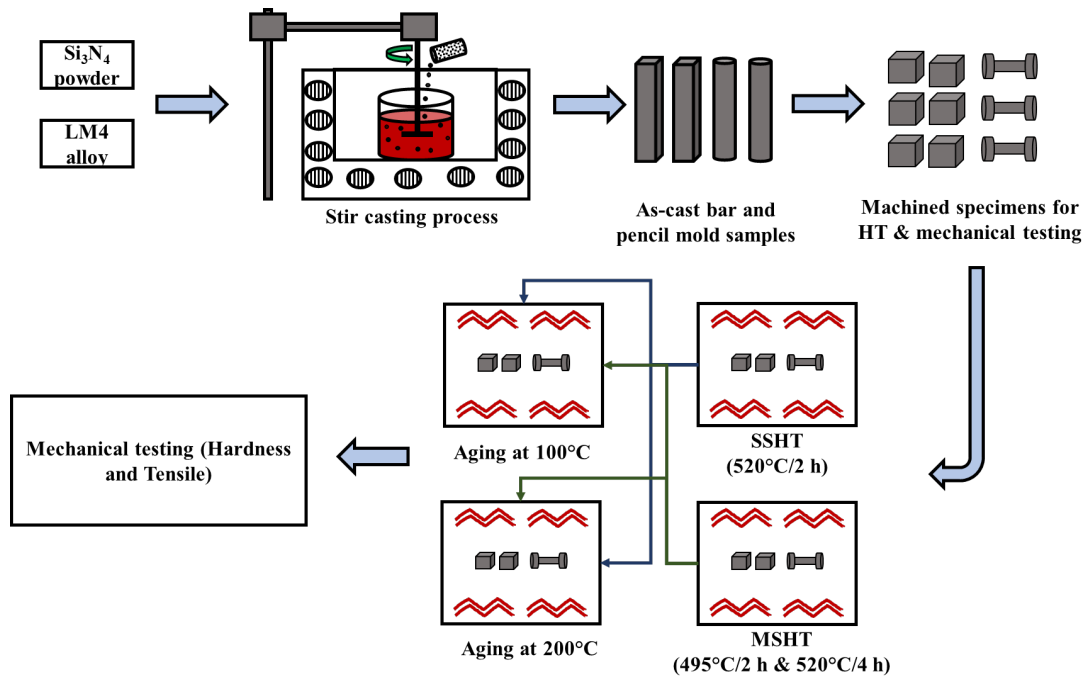 Si₃N₄
powder
LM4
alloy
Stir casting process
As-cast bar and
pencil mold samples
Machined specimens for
HT & mechanical testing
Mechanical testing (Hardness
and Tensile)
Aging at 100°C
SSHT
(520°C/2 h)
Aging at 200°C
MSHT
(495°C/2 h & 520°C/4 h)